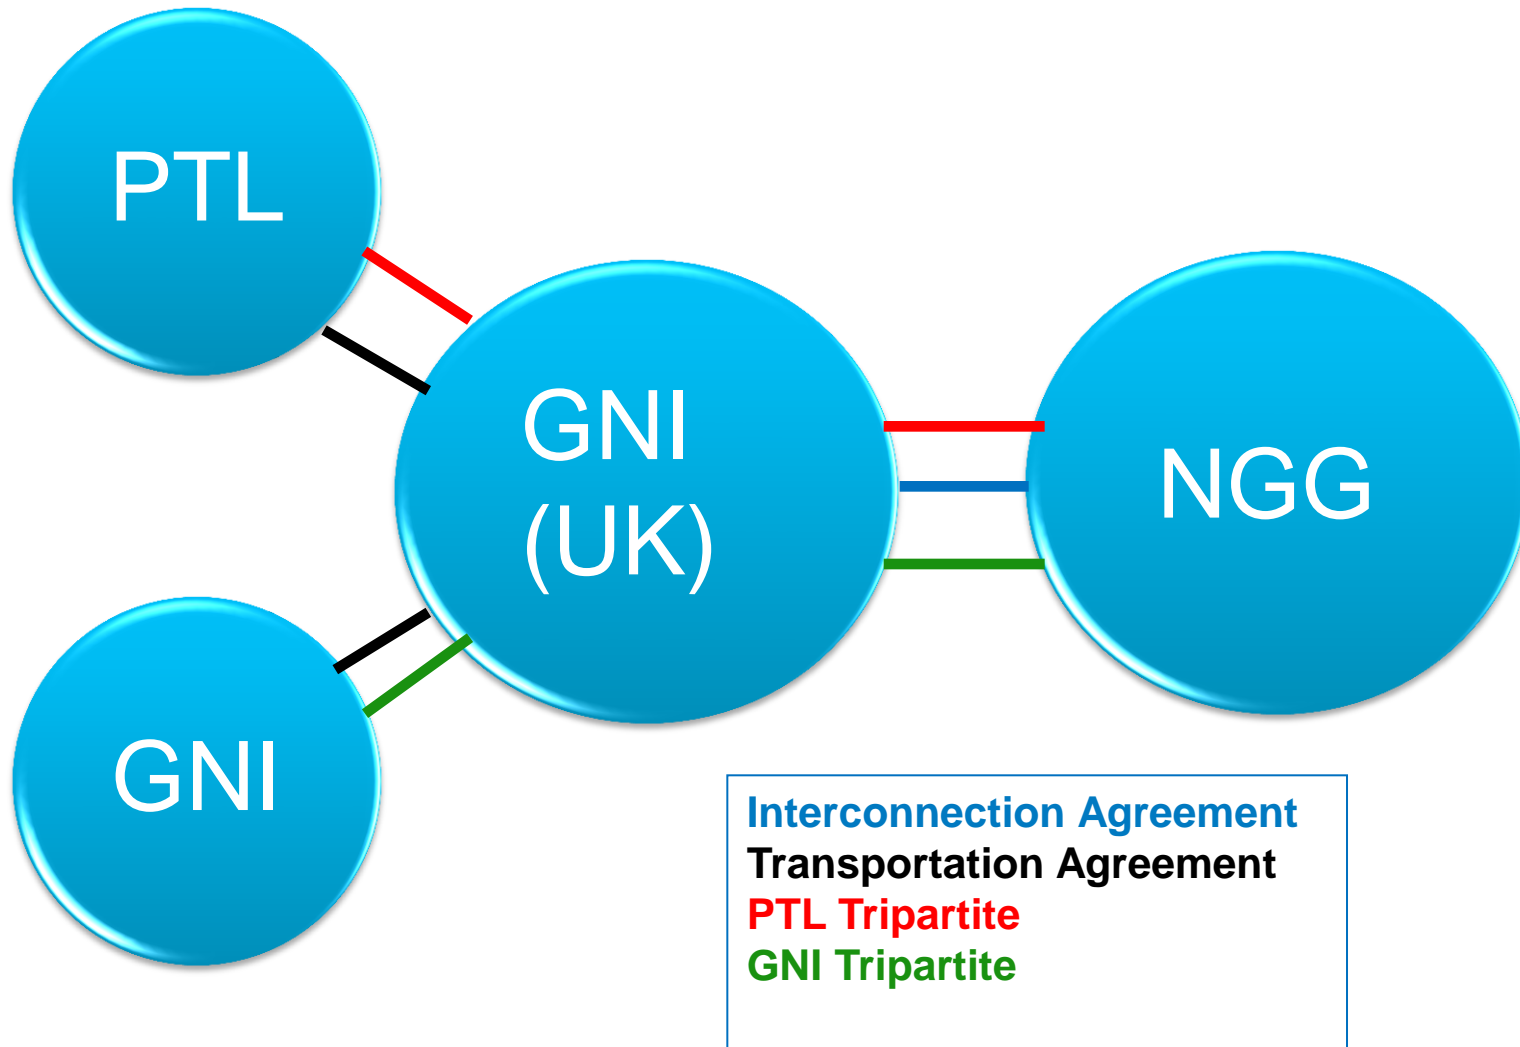 PTL
GNI
(UK)
NGG
GNI
Interconnection Agreement
Transportation Agreement
PTL Tripartite
GNI Tripartite